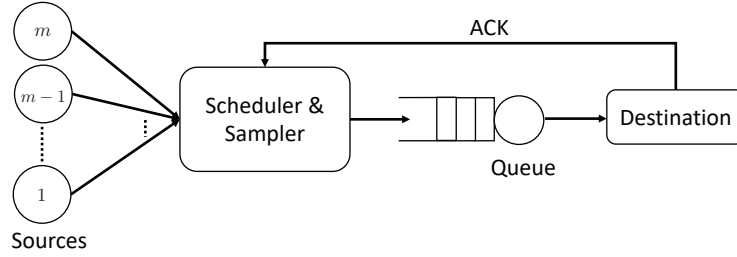 m
ACK
m − 1
Scheduler &
Sampler
Destination
Queue
1
Sources